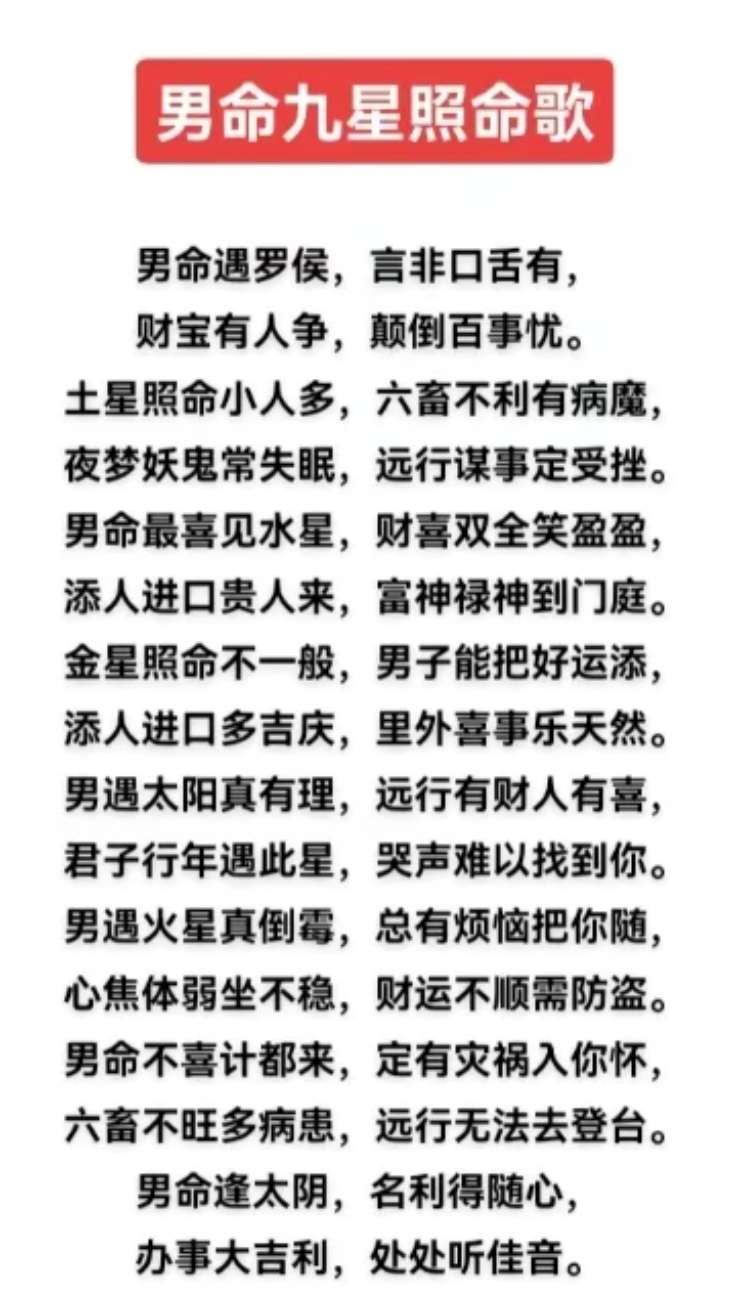 男命九星照命歌
男命遇罗侯，言非口舌有，
财宝有人争，颠倒百事忧。
土星照命小人多，六畜不利有病魔，
夜梦妖鬼常失眠，远行谋事定受挫。
男命最喜见水星，财喜双全笑盈盈，
添人进口贵人来，富神禄神到门庭。
金星照命不一般，男子能把好运添，
添人进口多吉庆，里外喜事乐天然。
男遇太阳真有理，远行有财人有喜，
君子行年遇此星，哭声难以找到你。
男遇火星真倒霉，总有烦恼把你随，
心焦体弱坐不稳，财运不顺需防盗。
男命不喜计都来，定有灾祸入你怀，
六畜不旺多病患，远行无法去登台。
男命逢太阴，名利得随心，
办事大吉利，处处听佳音。